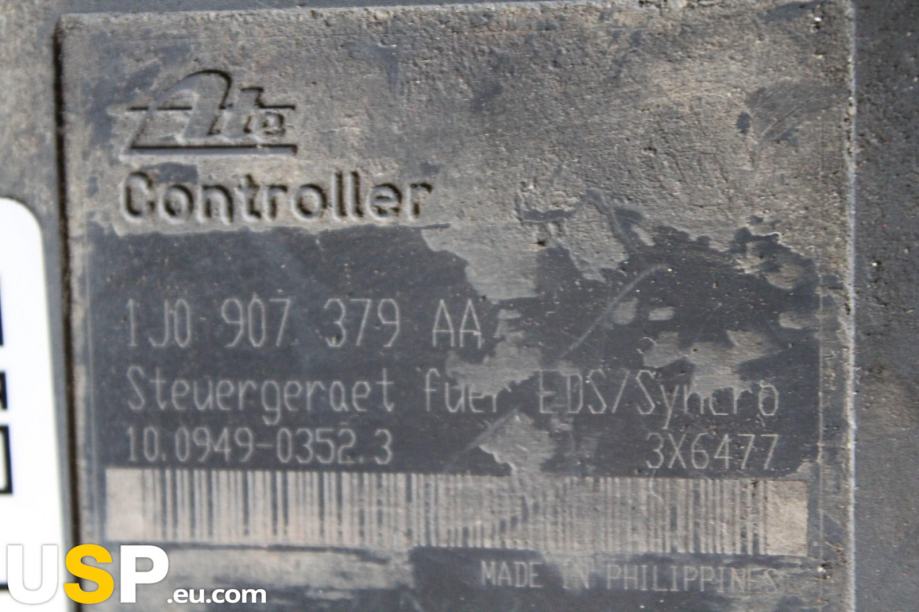 Ate
Controller
1J0 907 379 AA
Steuergeraet fuer EDS/Syncro
10.0949-0352.3 3X6477
MADE IN PHILIPPINES
USP.eu.com